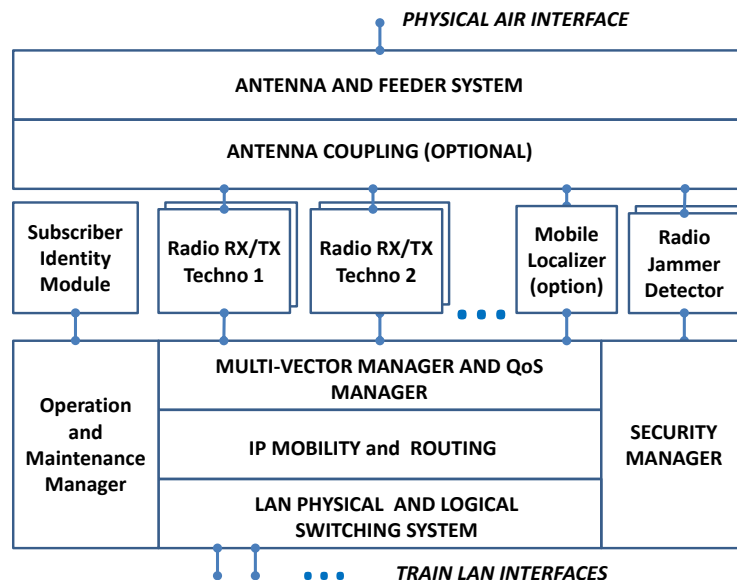 PHYSICAL AIR INTERFACE
ANTENNA AND FEEDER SYSTEM
ANTENNA COUPLING (OPTIONAL)
Subscriber
Identity
Module
Radio RX/TX
Techno 1
Radio RX/TX
Techno 2
Mobile
Localizer
(option)
Radio
Jammer
Detector
Operation
and
Maintenance
Manager
MULTI-VECTOR MANAGER AND QoS
MANAGER
IP MOBILITY and ROUTING
LAN PHYSICAL AND LOGICAL
SWITCHING SYSTEM
SECURITY
MANAGER
TRAIN LAN INTERFACES